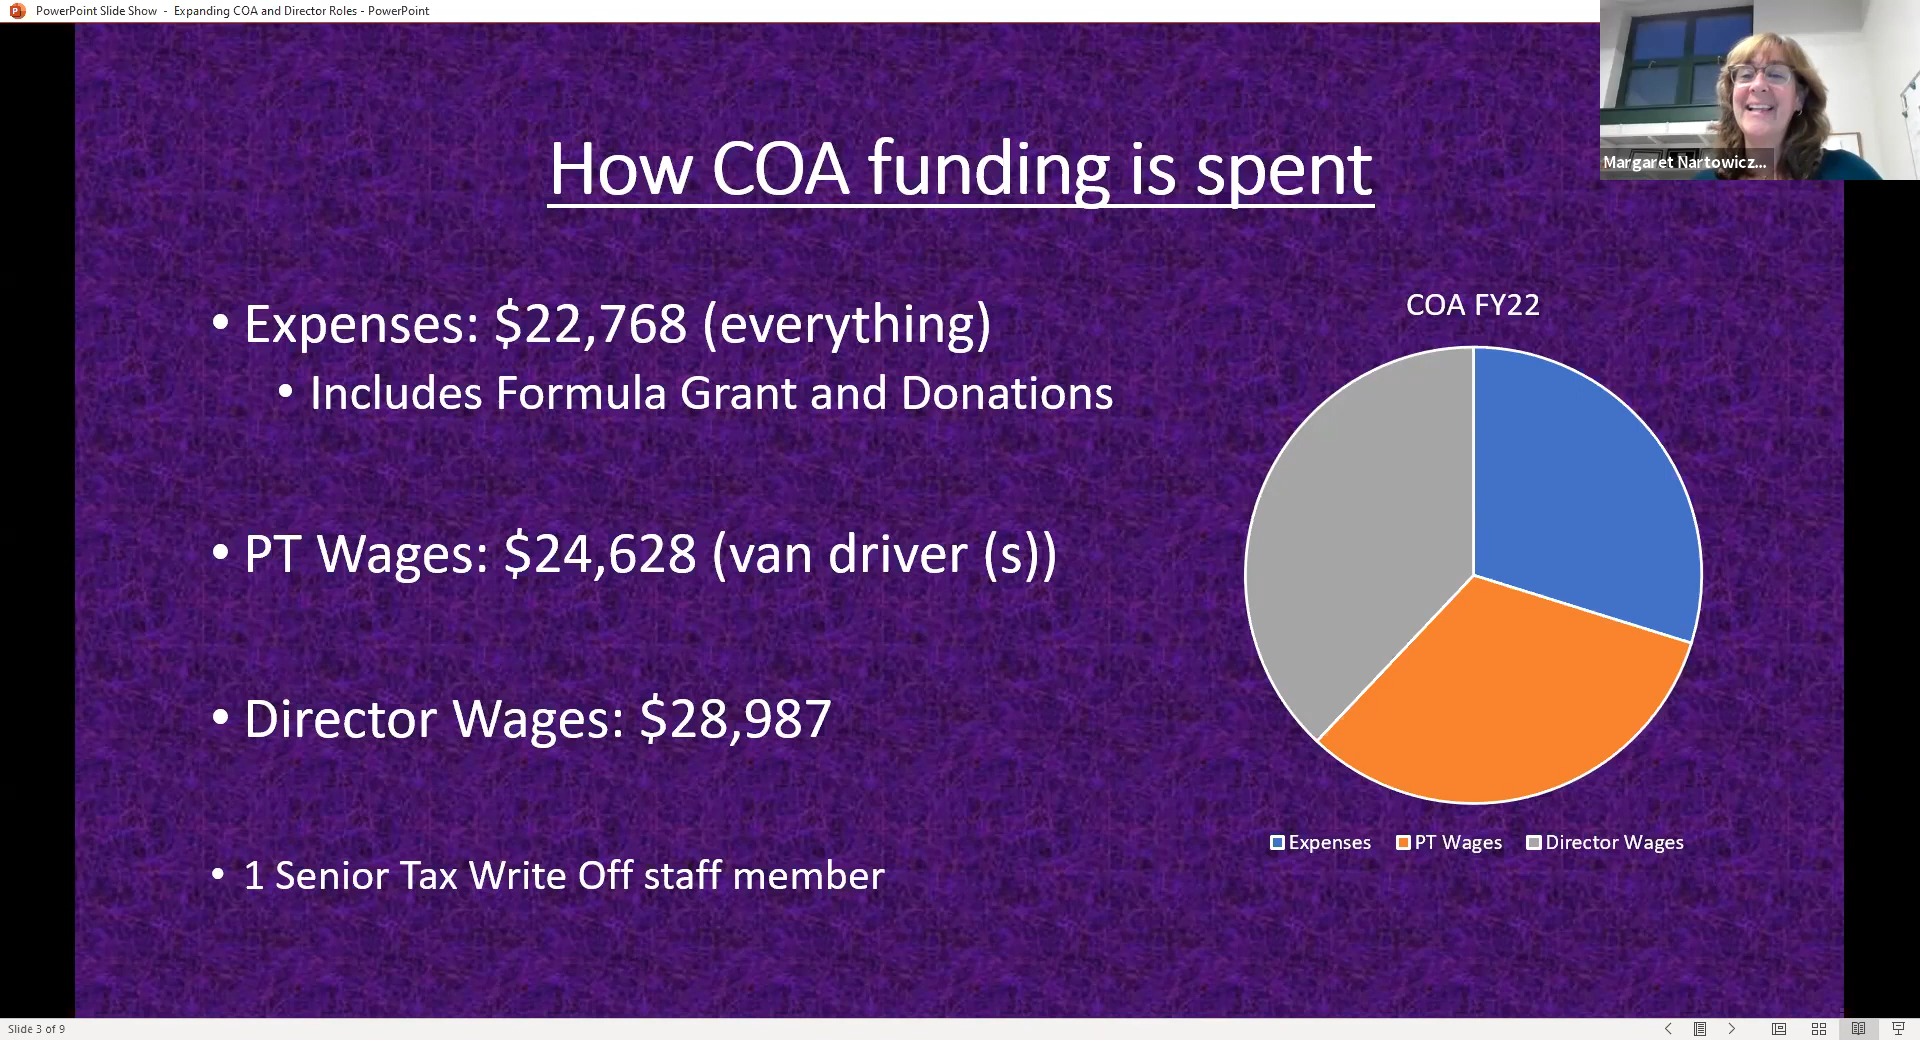 PowerPoint Slide Show - Expanding COA and Director Roles - PowerPoint
Margaret Nartowicz...
How COA funding is spent
• Expenses: $22,768 (everything)
• Includes Formula Grant and Donations
• PT Wages: $24,628 (van driver (s))
• Director Wages: $28,987
• 1 Senior Tax Write Off staff member
COA FY22
Expenses PT Wages Director Wages
Slide 3 of 9